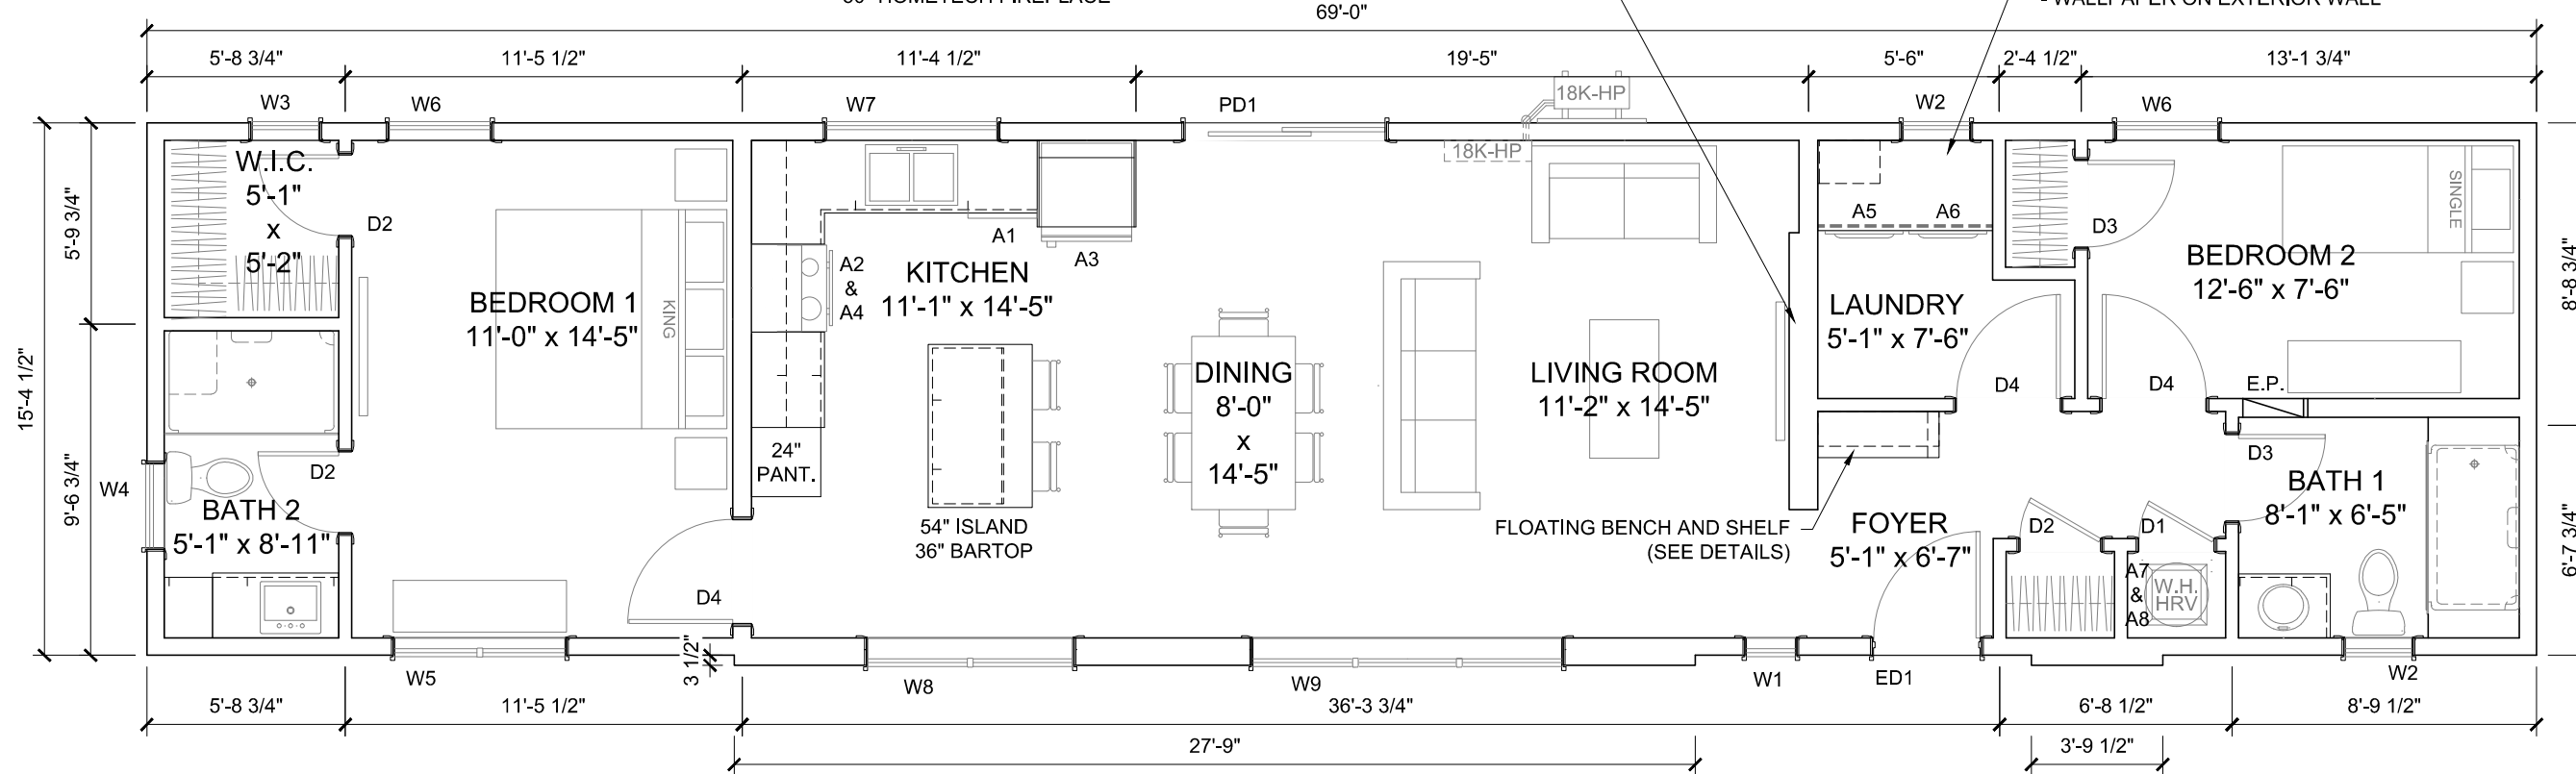 50" HOMETECH FIREPLACE
- WALLPAPER ON EXTERIOR WALL
69'-0"
5'-8 3/4"
11'-5 1/2"
11'-4 1/2"
19'-5"
5'-6"
2'-4 1/2"
13'-1 3/4"
W3
W6
W7
PD1
18K-HP
W2
W6
18K-HP
W.I.C.
5'-1"
x
5'-2"
D2
A1
A3
A5
A6
D3
SINGLE
5'-9 3/4"
8'-8 3/4"
BEDROOM 1
11'-0" x 14'-5"
KING
A2
&
A4
KITCHEN
11'-1" x 14'-5"
BEDROOM 2
12'-6" x 7'-6"
LAUNDRY
5'-1" x 7'-6"
15'-4 1/2"
DINING
8'-0"
x
14'-5"
LIVING ROOM
11'-2" x 14'-5"
D4
D4
E.P.
24"
PANT.
D2
D3
W4
9'-6 3/4"
BATH 2
5'-1" x 8'-11"
54" ISLAND
36" BARTOP
FLOATING BENCH AND SHELF
(SEE DETAILS)
FOYER
5'-1" x 6'-7"
D2
D1
BATH 1
8'-1" x 6'-5"
6'-7 3/4"
A7
&
A8
W.H.
HRV
D4
3 1/2"
W5
W8
W9
W1
ED1
W2
5'-8 3/4"
11'-5 1/2"
36'-3 3/4"
6'-8 1/2"
8'-9 1/2"
27'-9"
3'-9 1/2"